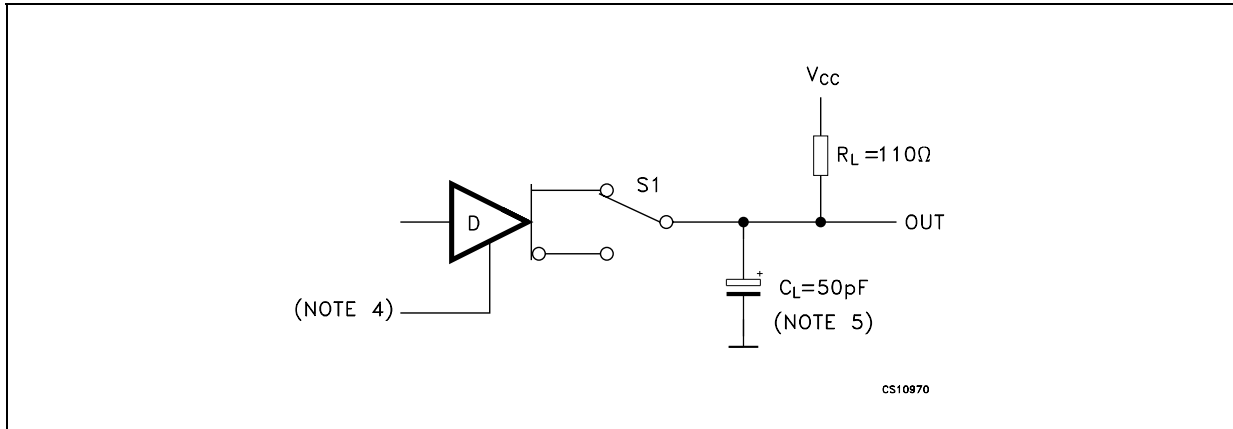 VCC
RL=110Ω
S1
D
OUT
CL=50pF
(NOTE 4)
(NOTE 5)
+
CS10970